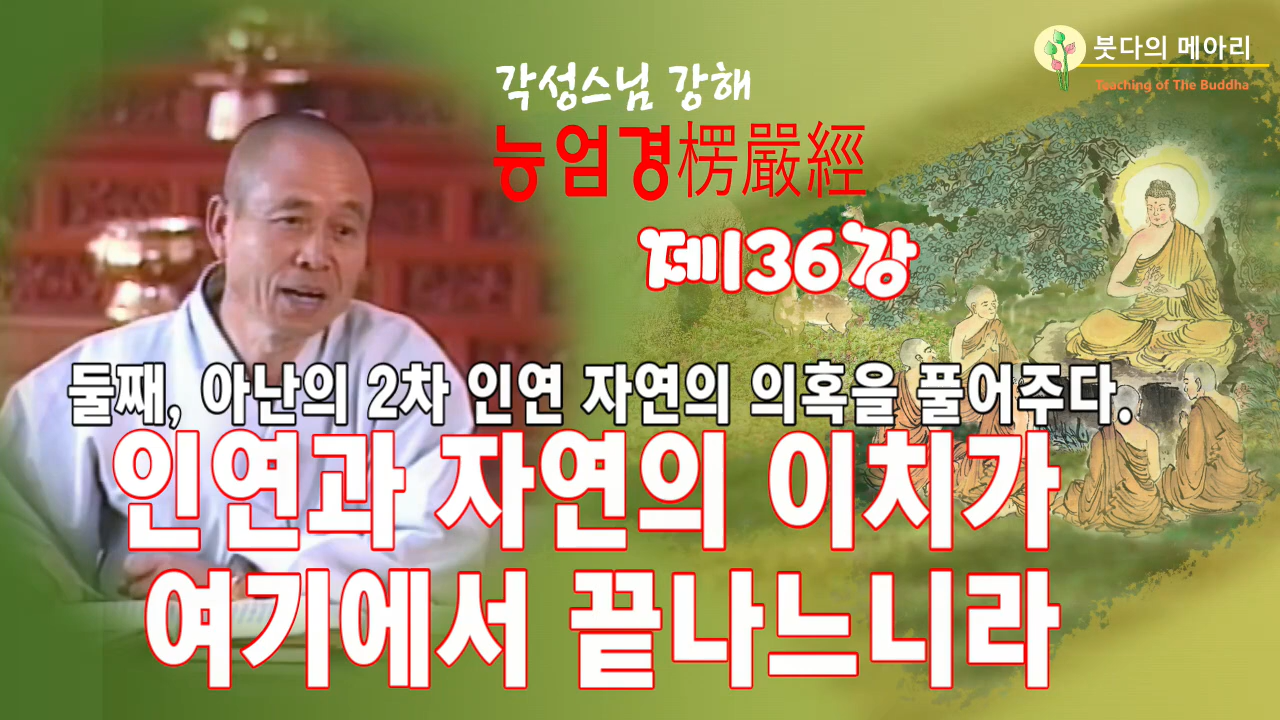 붓다의 메아리
Teaching of The Buddha
각성스님 강해
능엄경楞嚴經
제136강
둘째, 아난의 2차 인연 자연의 의혹을 풀어주다.
인연과 자연의 이치가
여기에서 끝나느니라